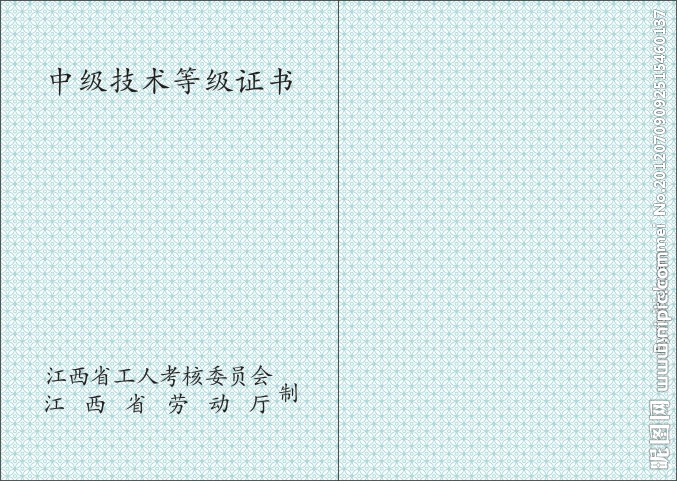 中级技术等级证书
江西省工人考核委员会
江西省劳动厅
制
昵图网 www.nipic.com mei No.20120709092515460137